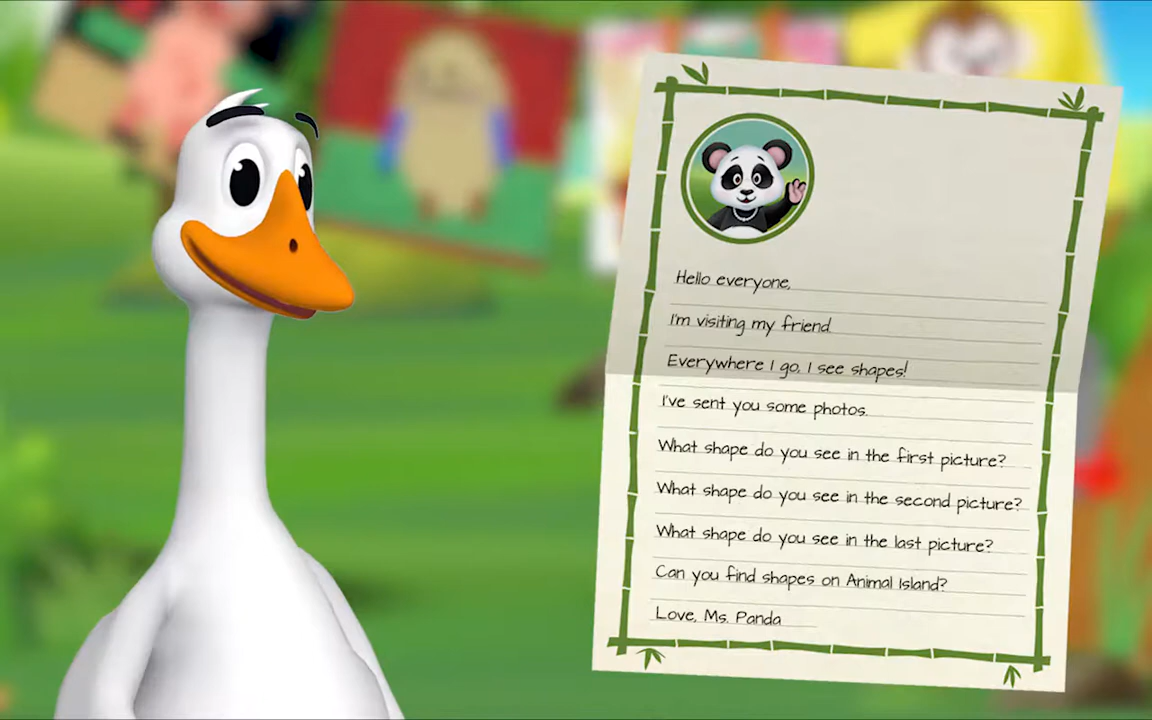 Hello everyone,
I'm visiting my friend.
Everywhere I go, I see shapes!
I've sent you some photos.
What shape do you see in the first picture?
What shape do you see in the second picture?
What shape do you see in the last picture?
Can you find shapes on Animal Island?
Love, Ms. Panda